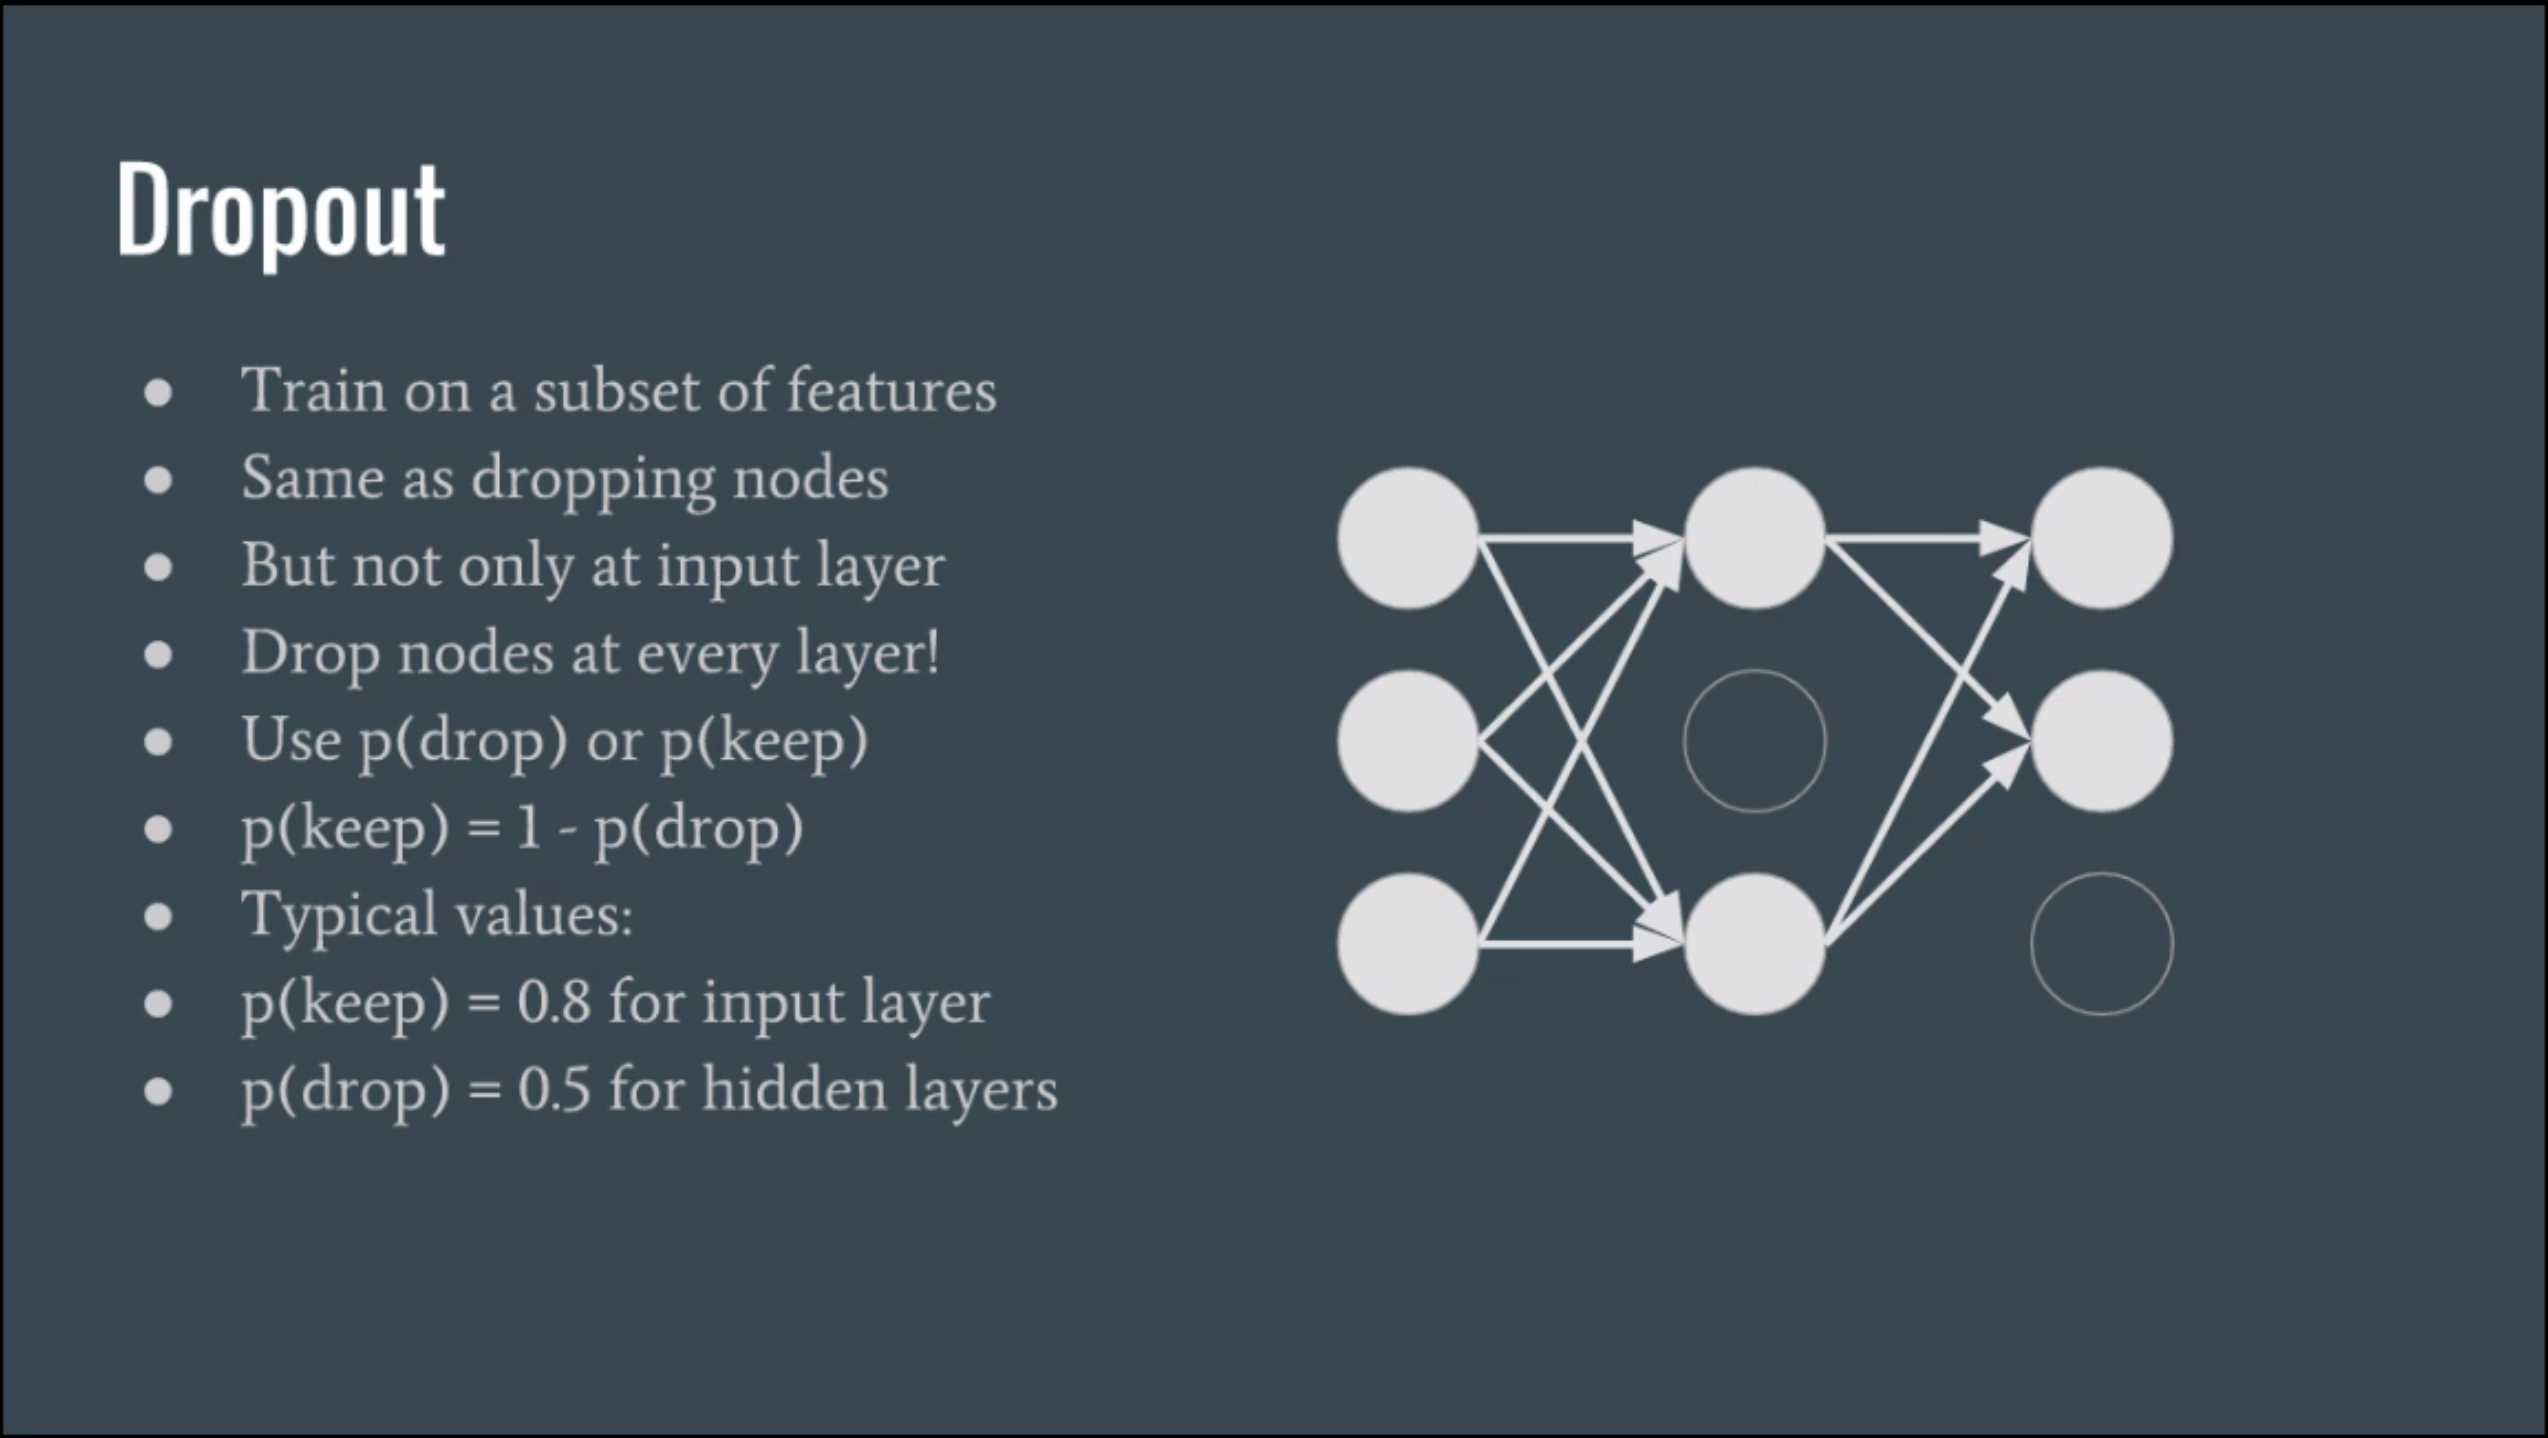 Dropout
● Train on a subset of features
● Same as dropping nodes
● But not only at input layer
● Drop nodes at every layer!
● Use p(drop) or p(keep)
● p(keep) = 1 - p(drop)
● Typical values:
● p(keep) = 0.8 for input layer
● p(drop) = 0.5 for hidden layers